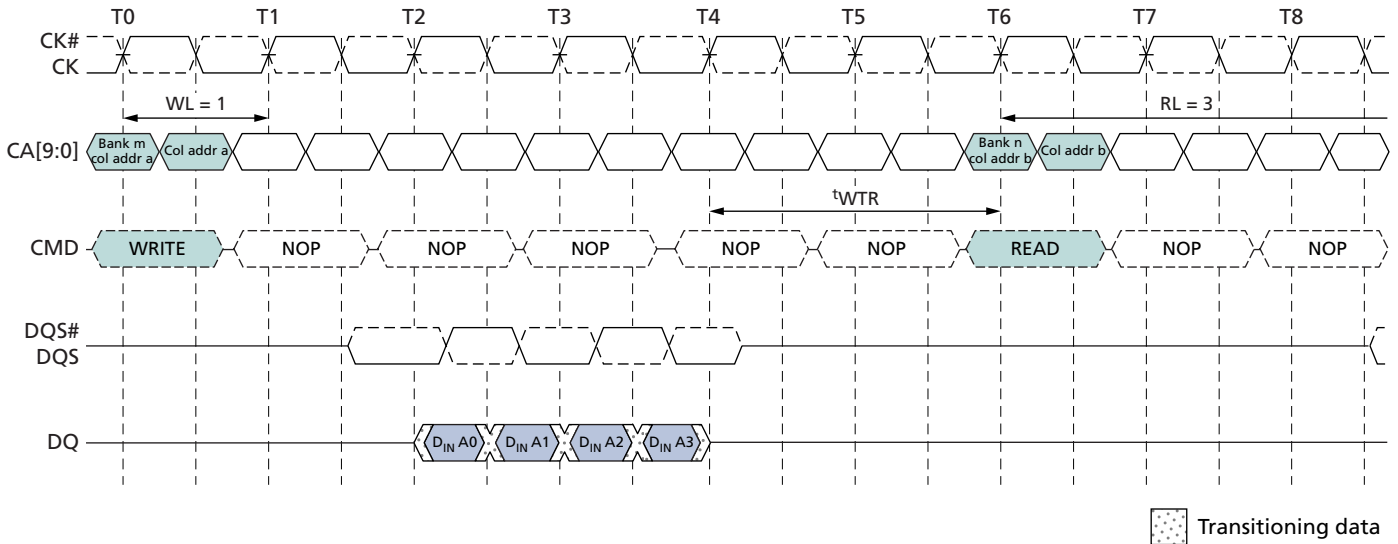 T0 T1 T2 T3 T4 T5 T6 T7 T8
CK#
CK
WL = 1
RL = 3
CA[9:0]
Bank m
col addr a
Col addr a
Bank n
col addr b
Col addr b
tWTR
CMD WRITE NOP NOP NOP NOP NOP READ NOP NOP
DQS#
DQS
DQ DIN A0 DIN A1 DIN A2 DIN A3
Transitioning data